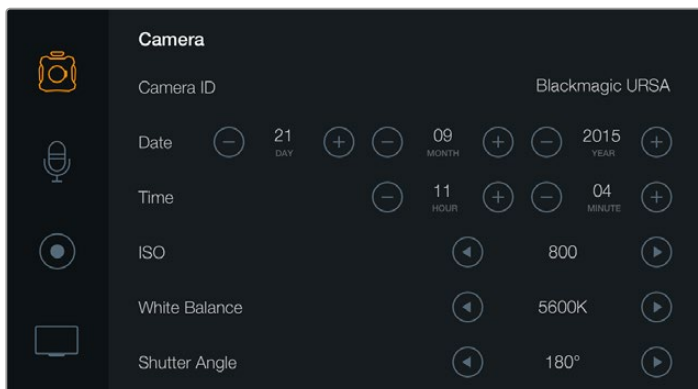 Camera
Camera ID Blackmagic URSA
Date 21 09 2015
DAY MONTH YEAR
Time 11 04
HOUR MINUTE
ISO 800
White Balance 5600K
Shutter Angle 180°